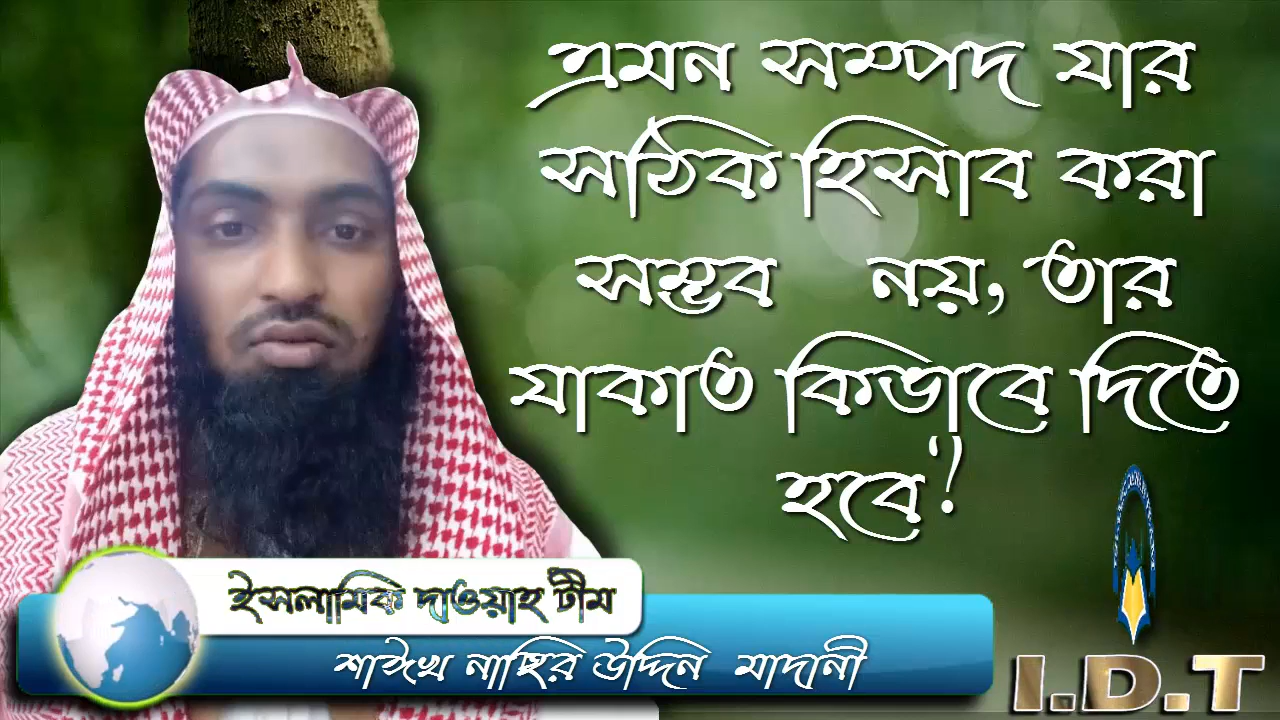 এমন সম্পদ যার
সঠিক হিসাব করা
সম্ভব নয়, তার
যাকাত কিভাবে দিতে
হবে?
ইসলামিক দাওয়াহ টীম
শাঈখ নাছির উদ্দিন মাদানী
I.D.T